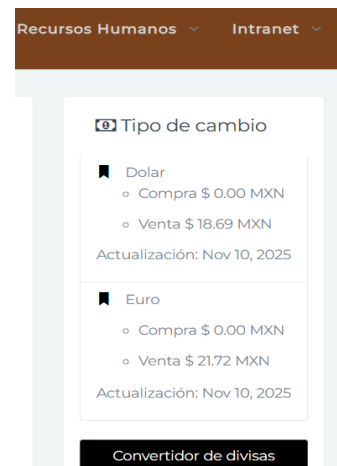 Recursos Humanos Intranet
Tipo de cambio
Dolar
Compra $ 0.00 MXN
Venta $ 18.69 MXN
Actualización: Nov 10, 2025
Euro
Compra $ 0.00 MXN
Venta $ 21.72 MXN
Actualización: Nov 10, 2025
Convertidor de divisas